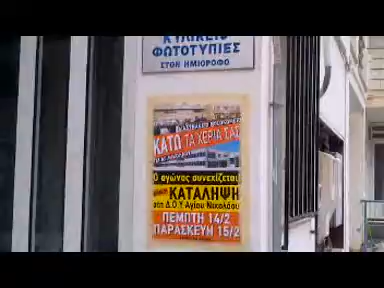 ΚΥΛΙΚΕΙΟ
ΦΩΤΟΤΥΠΙΕΣ
ΣΤΟΝ ΗΜΙΟΡΟΦΟ
ΚΑΤΩ ΤΑ ΧΕΡΙΑ ΣΑΣ
Ο αγώνας συνεχίζεται
ΚΑΤΑΛΗΨΗ
στη Δ.Ο.Υ Αγίου Νικολάου
ΠΕΜΠΤΗ 14/2
ΠΑΡΑΣΚΕΥΗ 15/2